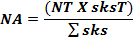 NA = (NT X sksT)
∑ sks